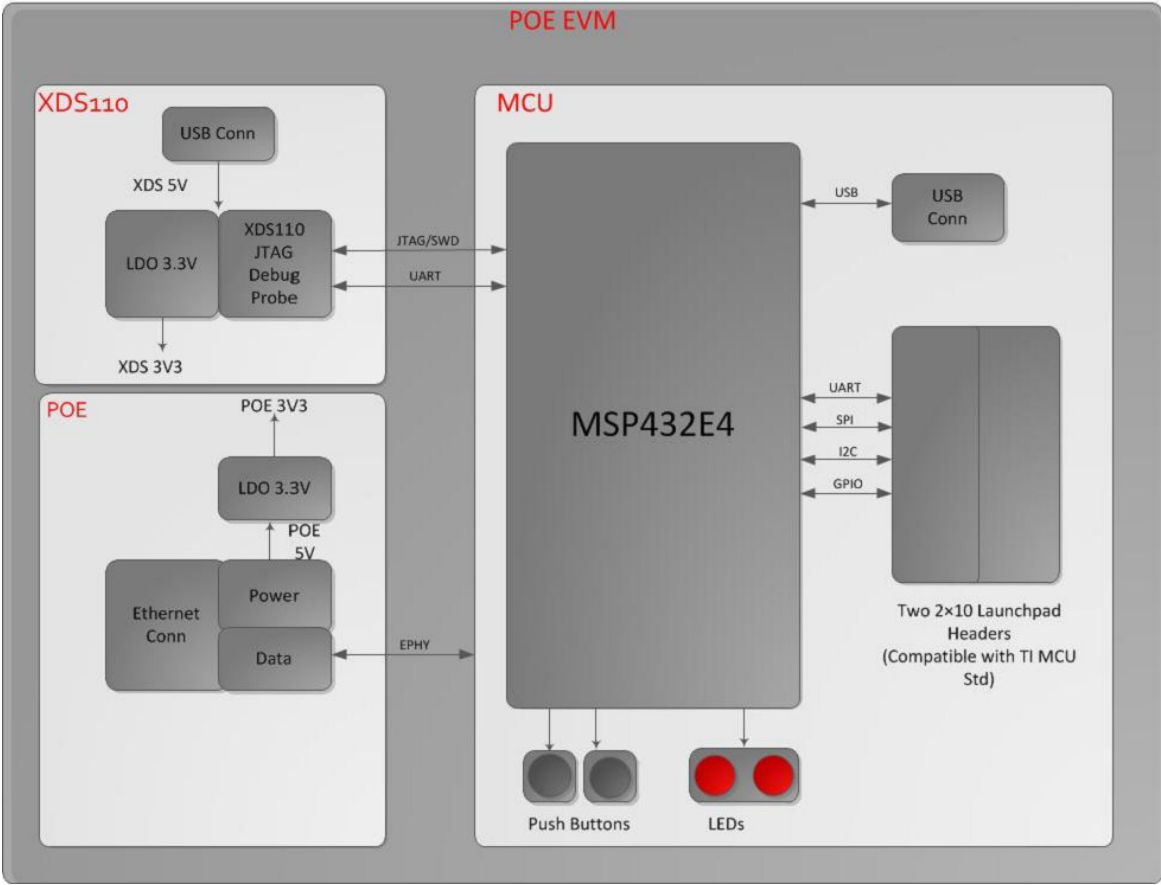 POE EVM
XDS110
USB Conn
XDS 5V
LDO 3.3V
XDS110
JTAG
Debug
Probe
XDS 3V3
JTAG/SWD
UART
POE
POE 3V3
LDO 3.3V
POE
5V
Ethernet
Conn
Power
Data
EPHY
MCU
MSP432E4
USB
USB
Conn
UART
SPI
I2C
GPIO
Two 2×10 Launchpad
Headers
(Compatible with TI MCU
Std)
Push Buttons
LEDs